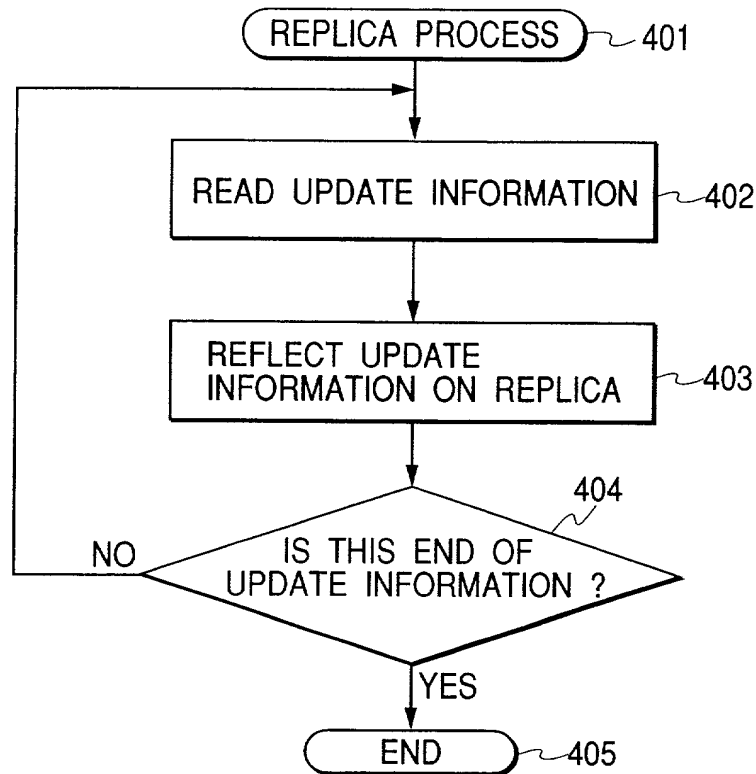 REPLICA PROCESS
401
READ UPDATE INFORMATION
402
REFLECT UPDATE
INFORMATION ON REPLICA
403
404
NO
IS THIS END OF
UPDATE INFORMATION ?
YES
END
405